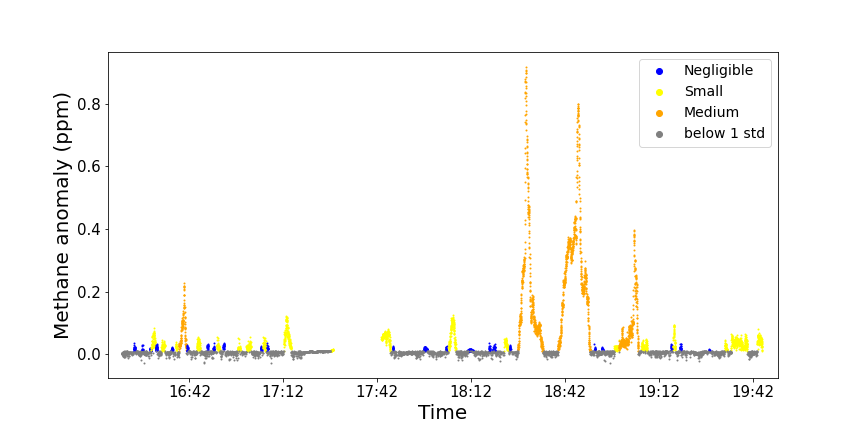 Methane anomaly (ppm)
0.8
0.6
0.4
0.2
0.0
Negligible
Small
Medium
below 1 std
16:42 17:12 17:42 18:12 18:42 19:12 19:42
Time